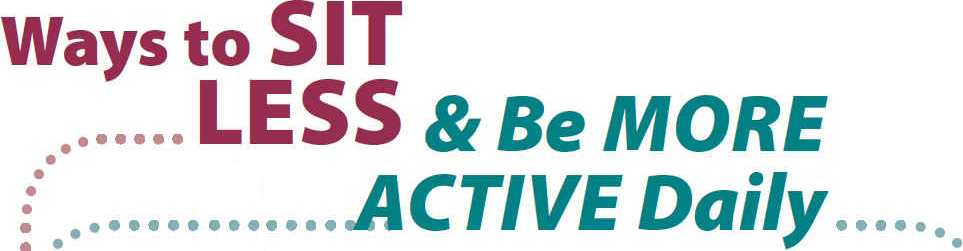 Ways to SIT
LESS
& Be MORE
ACTIVE Daily